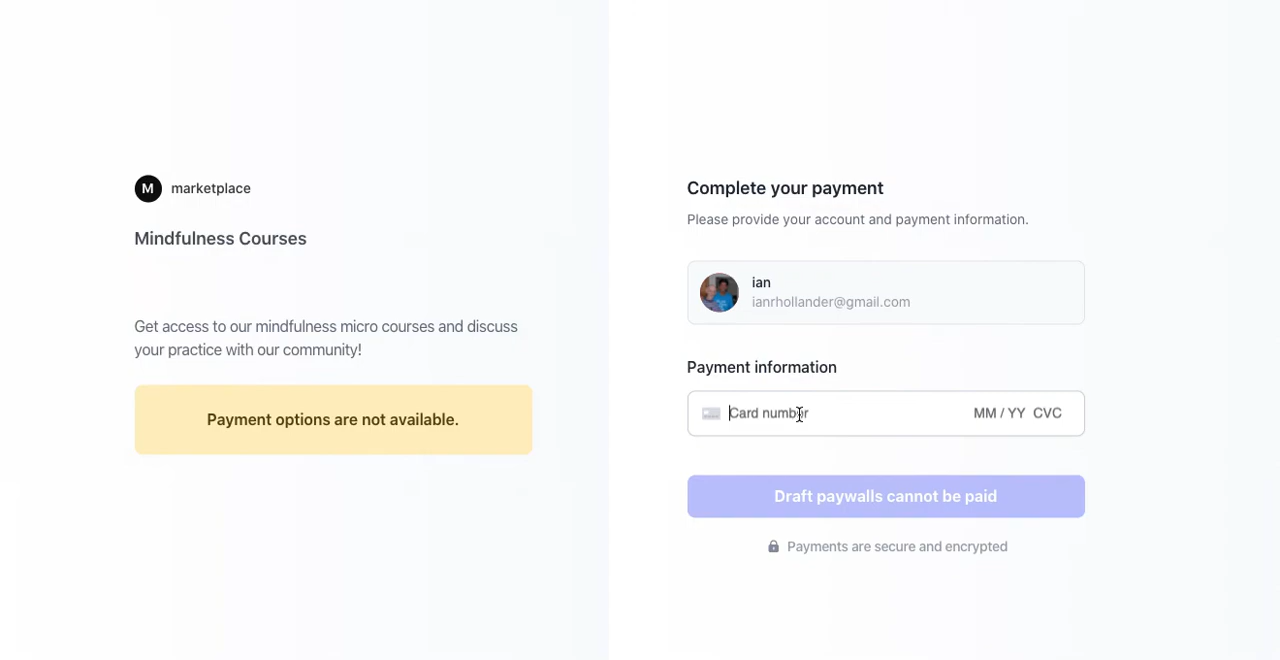 M marketplace
Mindfulness Courses
Get access to our mindfulness micro courses and discuss
your practice with our community!
Payment options are not available.
Complete your payment
Please provide your account and payment information.
ian
ianrhollander@gmail.com
Payment information
Card number MM / YY CVC
Draft paywalls cannot be paid
Payments are secure and encrypted